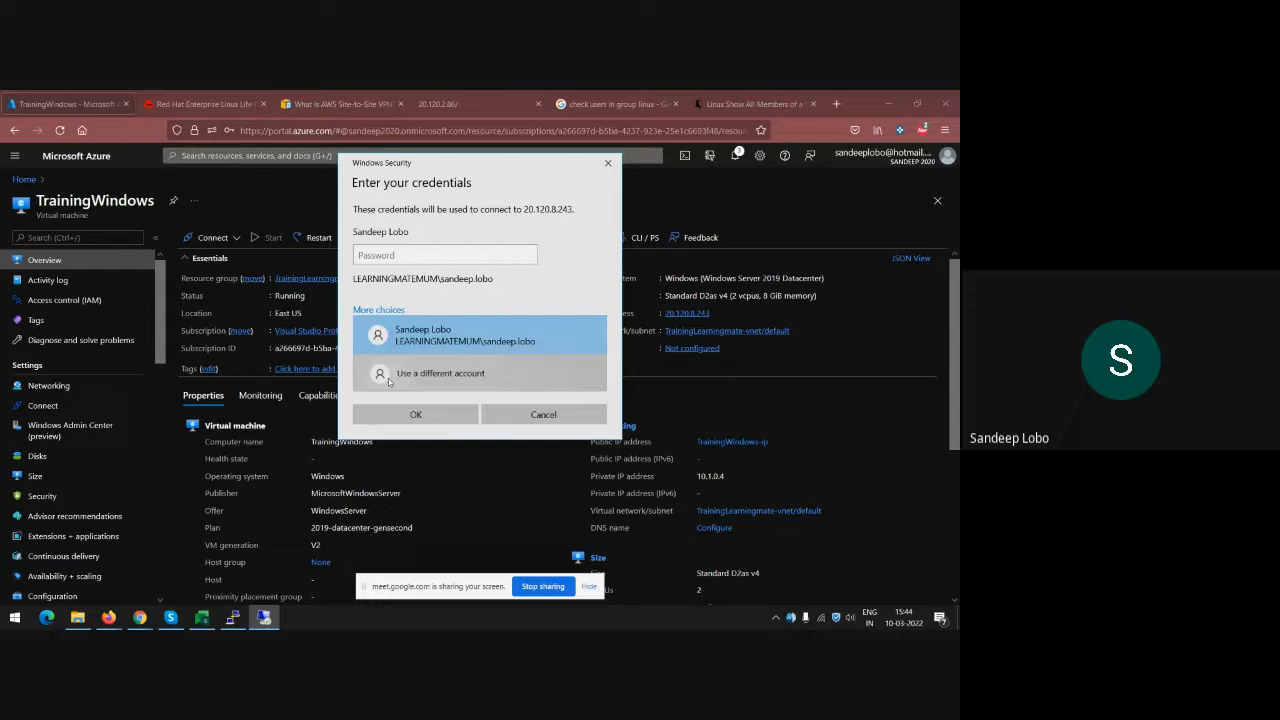 TrainingWindows - Microsoft A
Red Hat Enterprise Linux Life C
What is AWS Site-to-Site VPN
20.120.2.86/
check users in group linux - Go
Linux Show All Members of a
https://portal.azure.com/#@sandeep2020.onmicrosoft.com/resource/subscriptions/a266697d-b5ba-4237-923e-25e1c6693f48/resour
Microsoft Azure
Search resources, services, and docs (G+/)
3
sandeeplobo@hotmail....
SANDEEP 2020
Home
TrainingWindows
Virtual machine
Search (Ctrl+/)
Connect
Start
Restart
CLI / PS
Feedback
Overview
Activity log
Access control (IAM)
Tags
Diagnose and solve problems
Settings
Networking
Connect
Windows Admin Center
(preview)
Disks
Size
Security
Advisor recommendations
Extensions + applications
Continuous delivery
Availability + scaling
Configuration
Essentials
JSON View
Resource group (move) : TrainingLearningm
Status : Running
Location : East US
Subscription (move) : Visual Studio Prof
Subscription ID : a266697d-b5ba-4
Tags (edit) : Click here to add
: Windows (Windows Server 2019 Datacenter)
: Standard D2as v4 (2 vcpus, 8 GiB memory)
: 20.120.8.243
/subnet : TrainingLearningmate-vnet/default
: Not configured
Windows Security
Enter your credentials
These credentials will be used to connect to 20.120.8.243.
Sandeep Lobo
Password
LEARNINGMATEMUM\sandeep.lobo
More choices
Sandeep Lobo
LEARNINGMATEMUM\sandeep.lobo
Use a different account
OK
Cancel
Properties
Monitoring
Capabilities
Virtual machine
Computer name TrainingWindows
Health state -
Operating system Windows
Publisher MicrosoftWindowsServer
Offer WindowsServer
Plan 2019-datacenter-gensecond
VM generation V2
Host group None
Host -
Proximity placement group -
king
Public IP address TrainingWindows-ip
Public IP address (IPv6) -
Private IP address 10.1.0.4
Private IP address (IPv6) -
Virtual network/subnet TrainingLearningmate-vnet/default
DNS name Configure
Size
Standard D2as v4
2
meet.google.com is sharing your screen.
Stop sharing
Hide
ENG
IN
15:44
10-03-2022
7
S
Sandeep Lobo